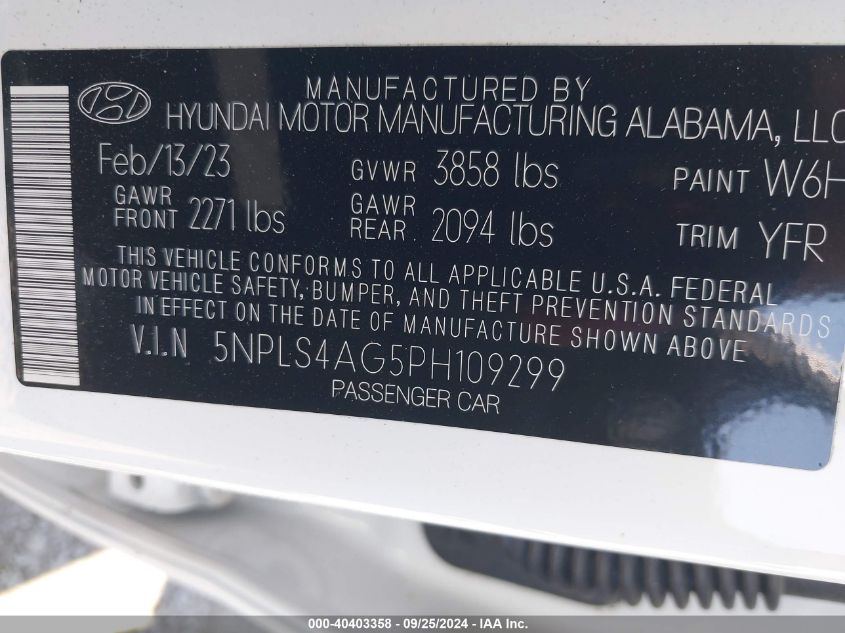 MANUFACTURED BY
HYUNDAI MOTOR MANUFACTURING ALABAMA, LLC
Feb/13/23 GVWR 3858 lbs PAINT W6H
GAWR FRONT 2271 lbs GAWR REAR 2094 lbs TRIM YFR
THIS VEHICLE CONFORMS TO ALL APPLICABLE U.S.A. FEDERAL
MOTOR VEHICLE SAFETY, BUMPER, AND THEFT PREVENTION STANDARDS
IN EFFECT ON THE DATE OF MANUFACTURE SHOWN ABOVE
V.I.N 5NPLS4AG5PH109299
PASSENGER CAR
000-40403358 - 09/25/2024 - IAA Inc.